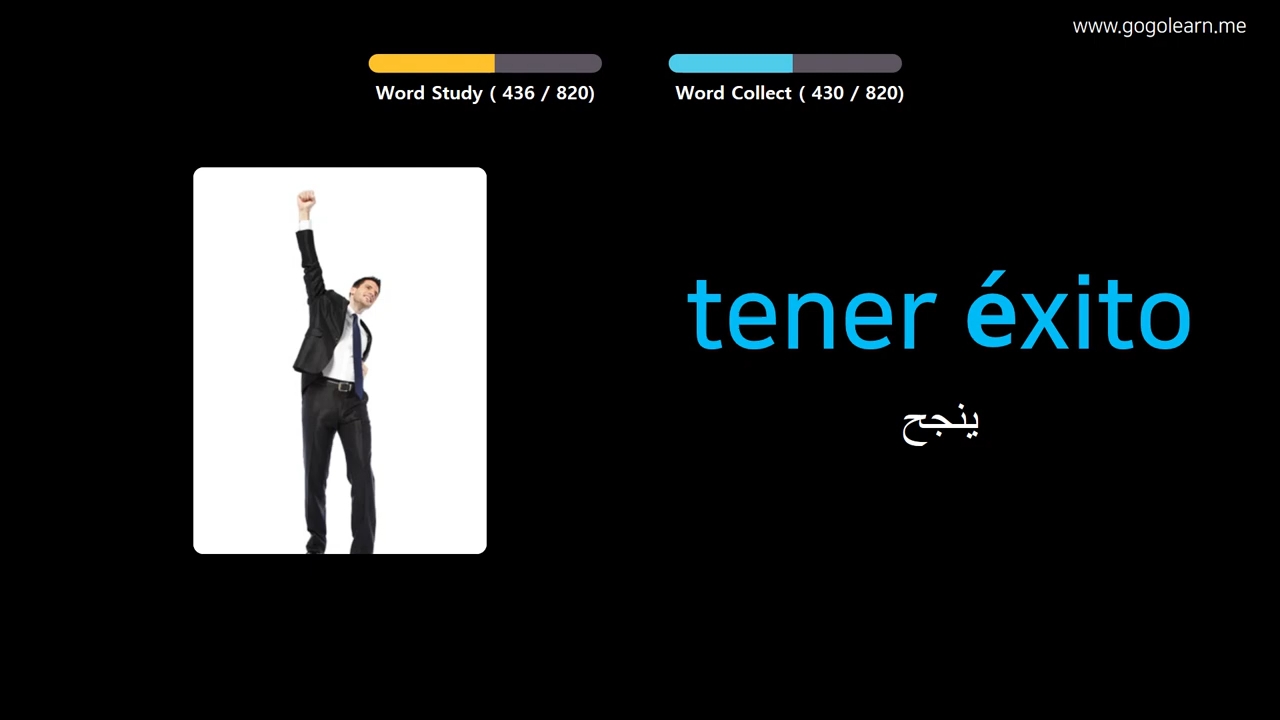 www.gogolearn.me
Word Study ( 436 / 820)
Word Collect ( 430 / 820)
tener éxito
ينجح